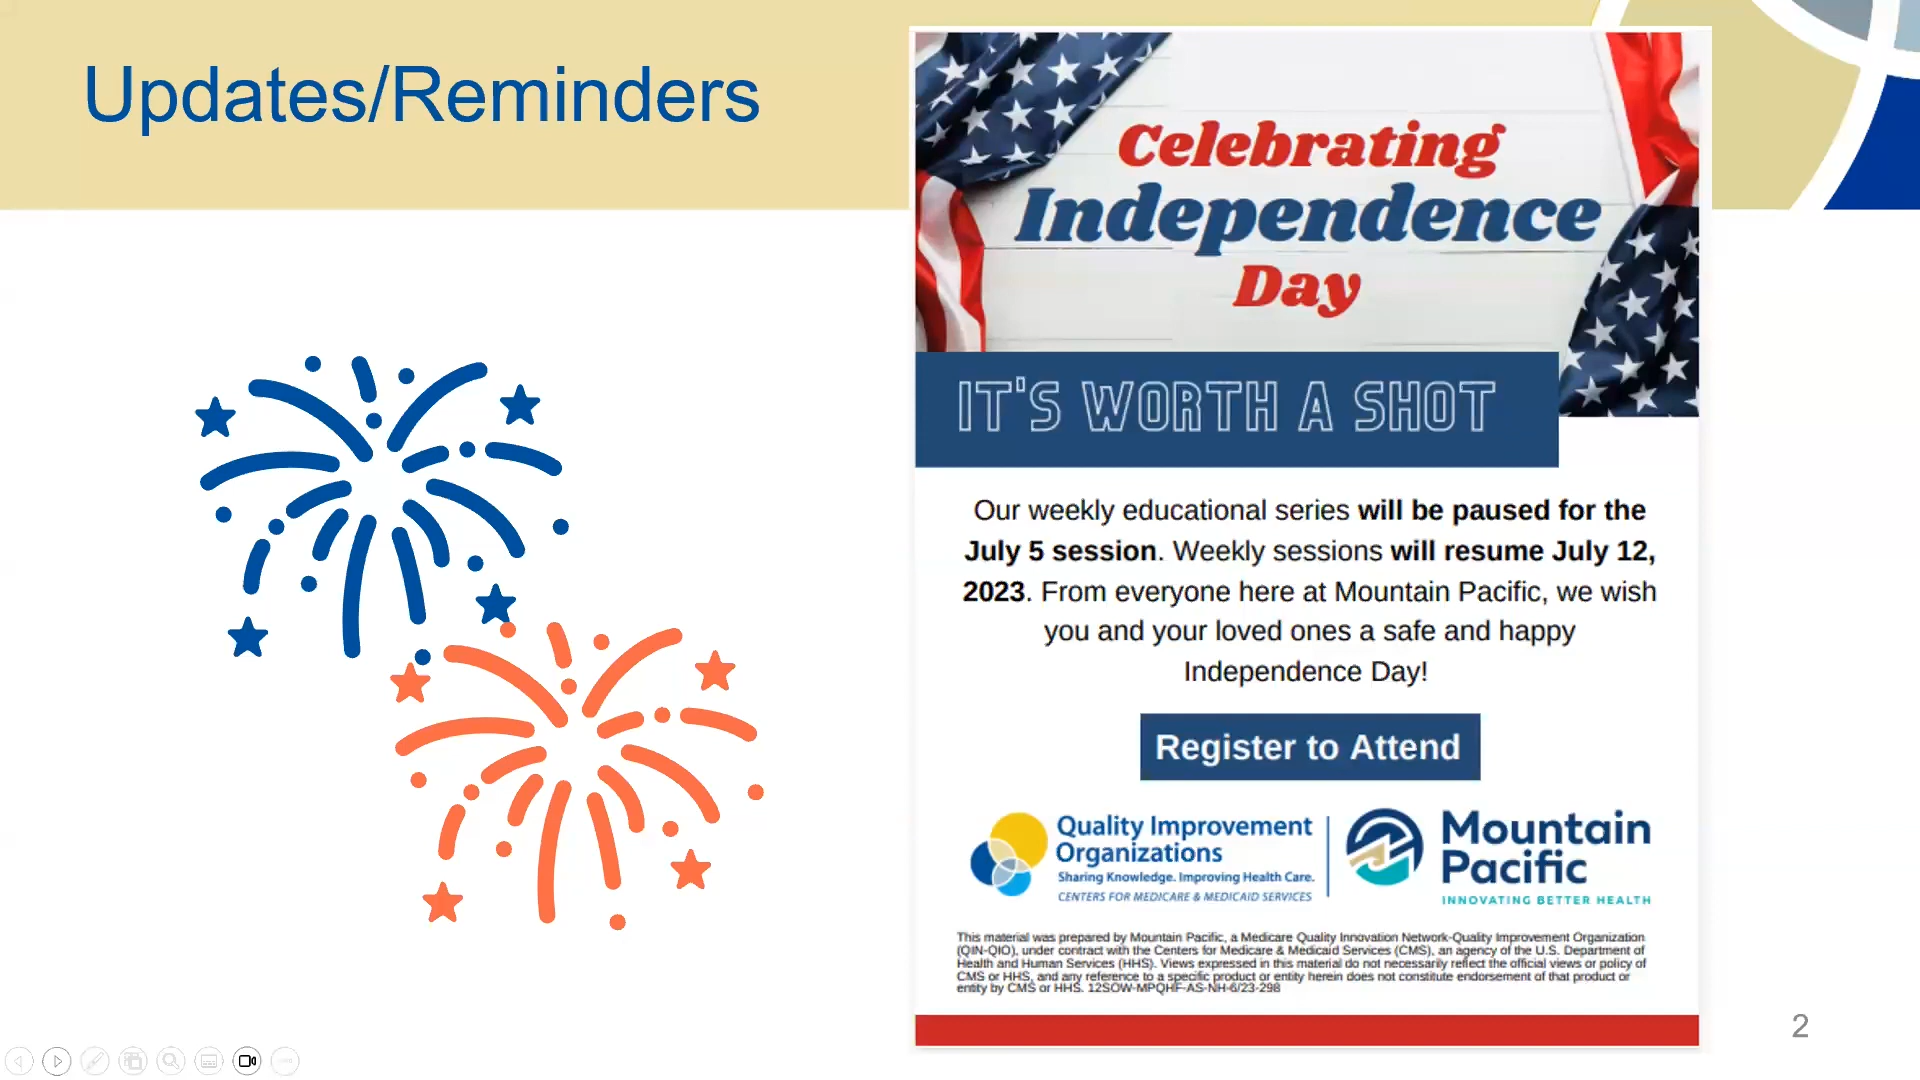 Updates/Reminders
Celebrating
Independence
Day
IT'S WORTH A SHOT
Our weekly educational series will be paused for the
July 5 session. Weekly sessions will resume July 12,
2023. From everyone here at Mountain Pacific, we wish
you and your loved ones a safe and happy
Independence Day!
Register to Attend
Quality Improvement
Organizations
Sharing Knowledge. Improving Health Care.
CENTERS FOR MEDICARE & MEDICAID SERVICES
Mountain
Pacific
INNOVATING BETTER HEALTH
This material was prepared by Mountain Pacific, a Medicare Quality Innovation Network-Quality Improvement Organization
(QIN-QIO), under contract with the Centers for Medicare & Medicaid Services (CMS), an agency of the U.S. Department of
Health and Human Services (HHS). Views expressed in this material do not necessarily reflect the official views or policy of
CMS or HHS, and any reference to a specific product or entity herein does not constitute endorsement of that product or
entity by CMS or HHS. 12SOW-MPQHF-AS-NH-6/23-298
2